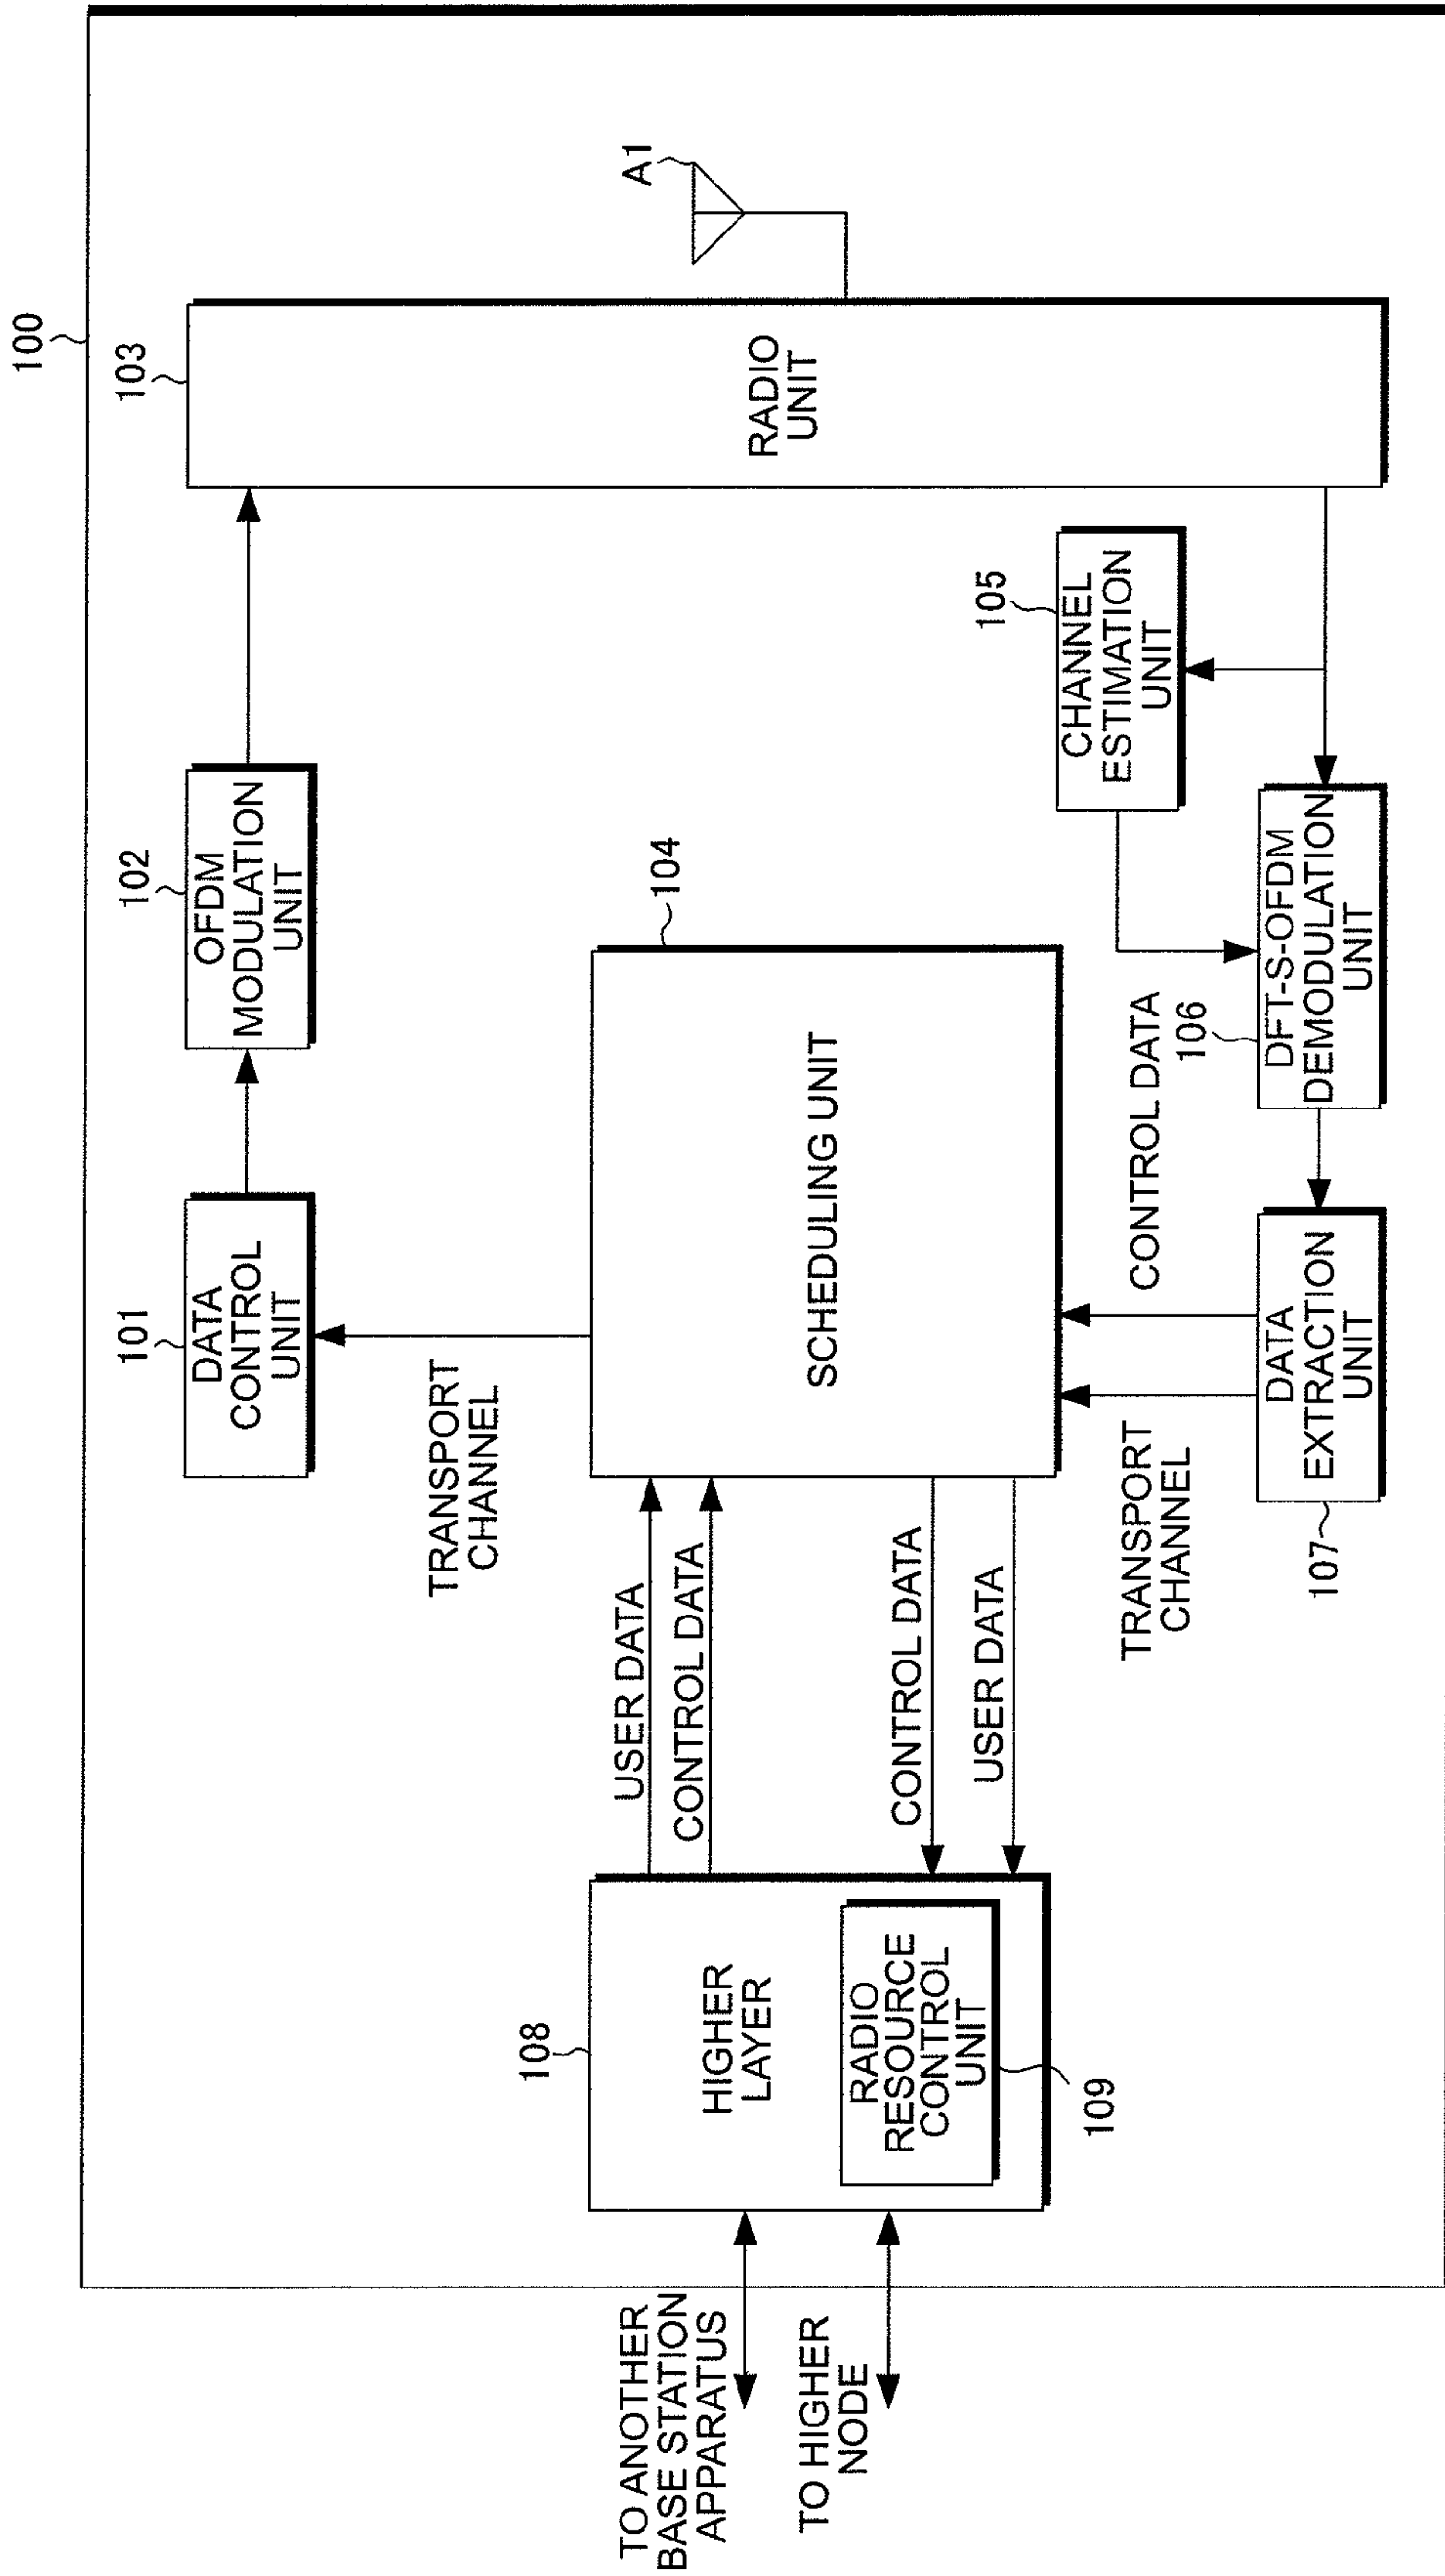 100
103
RADIO
UNIT
A1
102
OFDM
MODULATION
UNIT
101
DATA
CONTROL
UNIT
TRANSPORT
CHANNEL
104
SCHEDULING UNIT
105
CHANNEL
ESTIMATION
UNIT
106
DFT-S-OFDM
DEMODULATION
UNIT
CONTROL DATA
107
DATA
EXTRACTION
UNIT
TRANSPORT
CHANNEL
USER DATA
CONTROL DATA
CONTROL DATA
USER DATA
108
HIGHER
LAYER
RADIO
RESOURCE
CONTROL
UNIT
109
TO ANOTHER
BASE STATION
APPARATUS
TO HIGHER
NODE